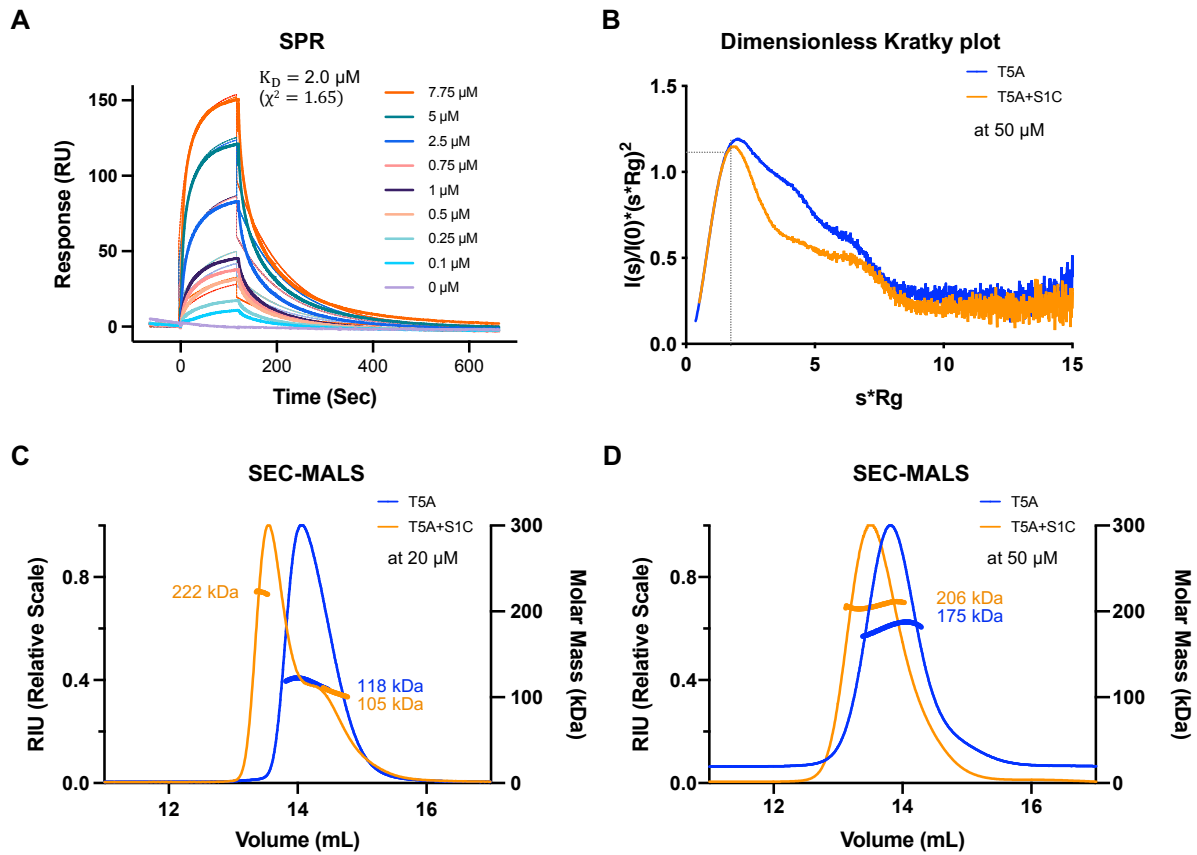 A
SPR
K_D = 2.0 µM
(χ² = 1.65)
Response (RU)
150
100
50
0
0 200 400 600
Time (Sec)
7.75 µM
5 µM
2.5 µM
0.75 µM
1 µM
0.5 µM
0.25 µM
0.1 µM
0 µM
B
Dimensionless Kratky plot
T5A
T5A+S1C
at 50 µM
I(s)/I(0)*(s*Rg)²
1.5
1.0
0.5
0.0
0 5 10 15
s*Rg
C
SEC-MALS
T5A
T5A+S1C
at 20 µM
RIU (Relative Scale)
0.8
0.4
0.0
222 kDa
118 kDa
105 kDa
300
200
100
0
Molar Mass (kDa)
12 14 16
Volume (mL)
D
SEC-MALS
T5A
T5A+S1C
at 50 µM
RIU (Relative Scale)
0.8
0.4
0.0
206 kDa
175 kDa
300
200
100
0
Molar Mass (kDa)
12 14 16
Volume (mL)